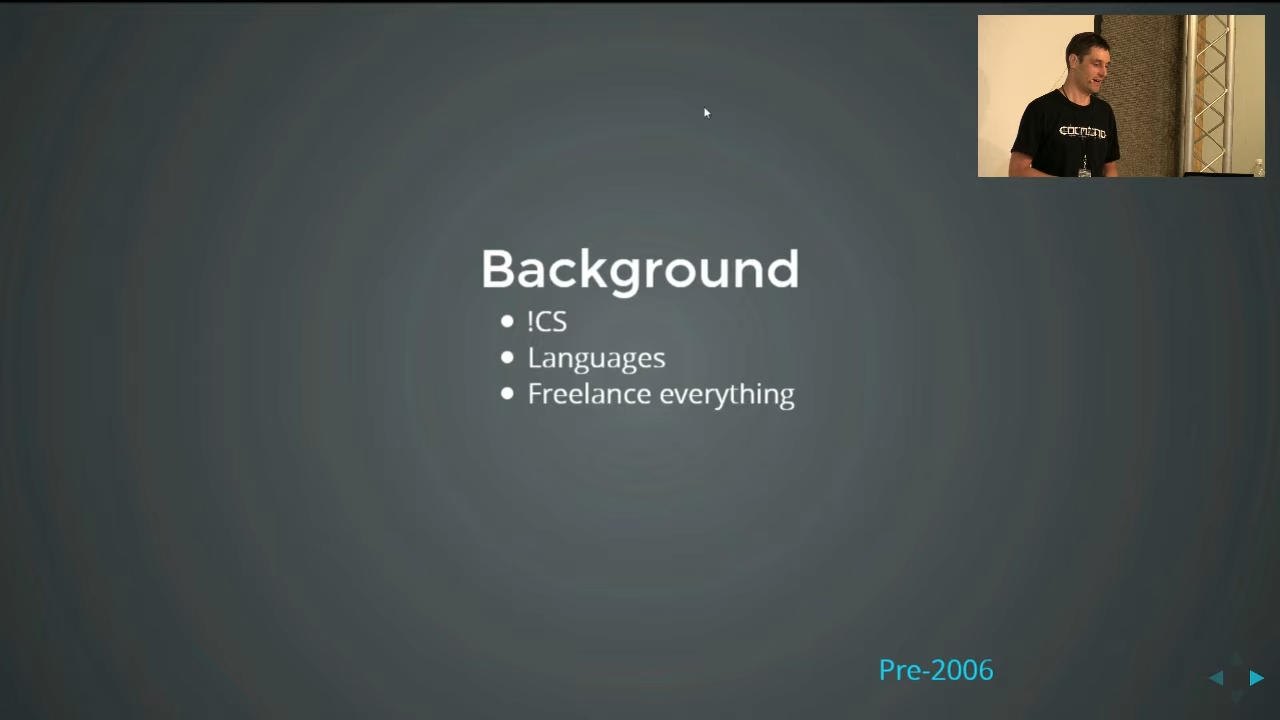 Background
!CS
Languages
Freelance everything
Pre-2006